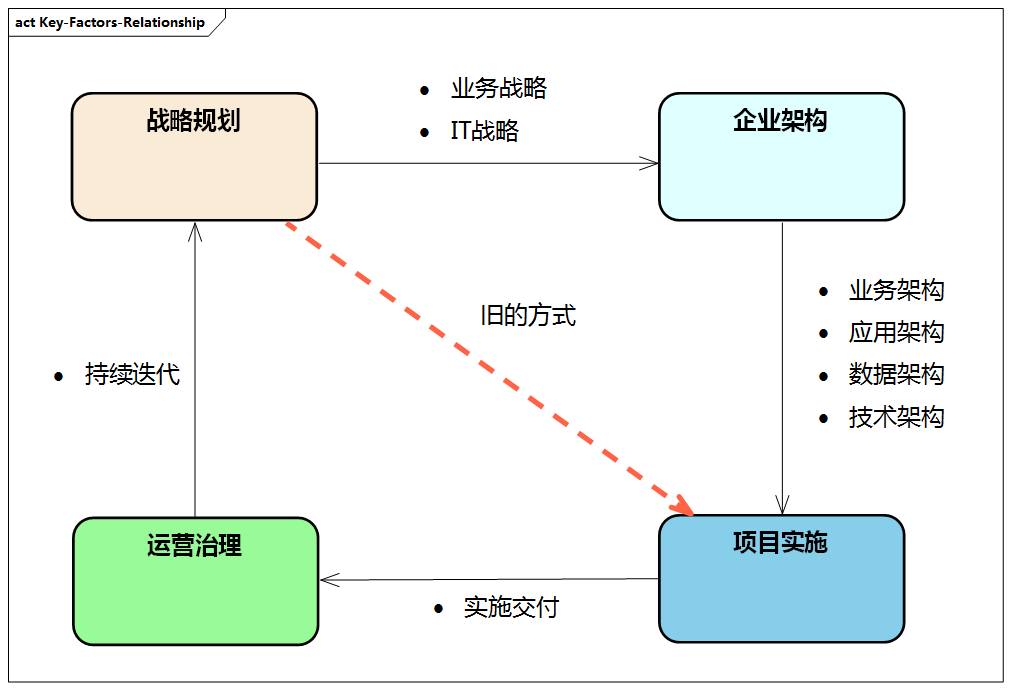 act Key-Factors-Relationship
战略规划
• 业务战略
• IT战略
企业架构
• 业务架构
• 应用架构
• 数据架构
• 技术架构
旧的方式
• 持续迭代
运营治理
• 实施交付
项目实施